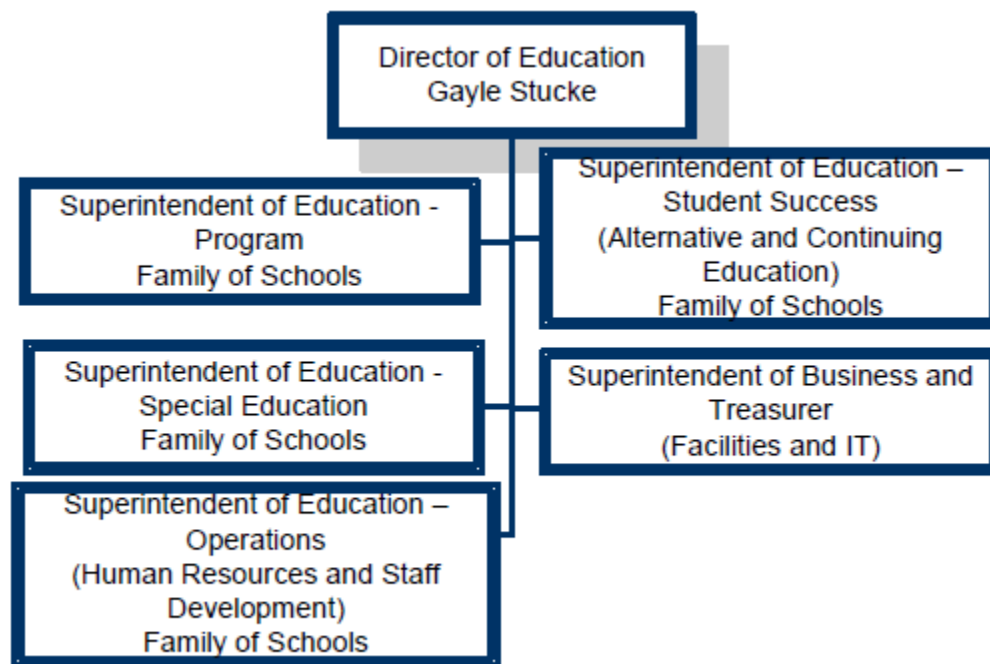 Director of Education
Gayle Stucke
Superintendent of Education -
Program
Family of Schools
Superintendent of Education –
Student Success
(Alternative and Continuing
Education)
Family of Schools
Superintendent of Education -
Special Education
Family of Schools
Superintendent of Business and
Treasurer
(Facilities and IT)
Superintendent of Education –
Operations
(Human Resources and Staff
Development)
Family of Schools